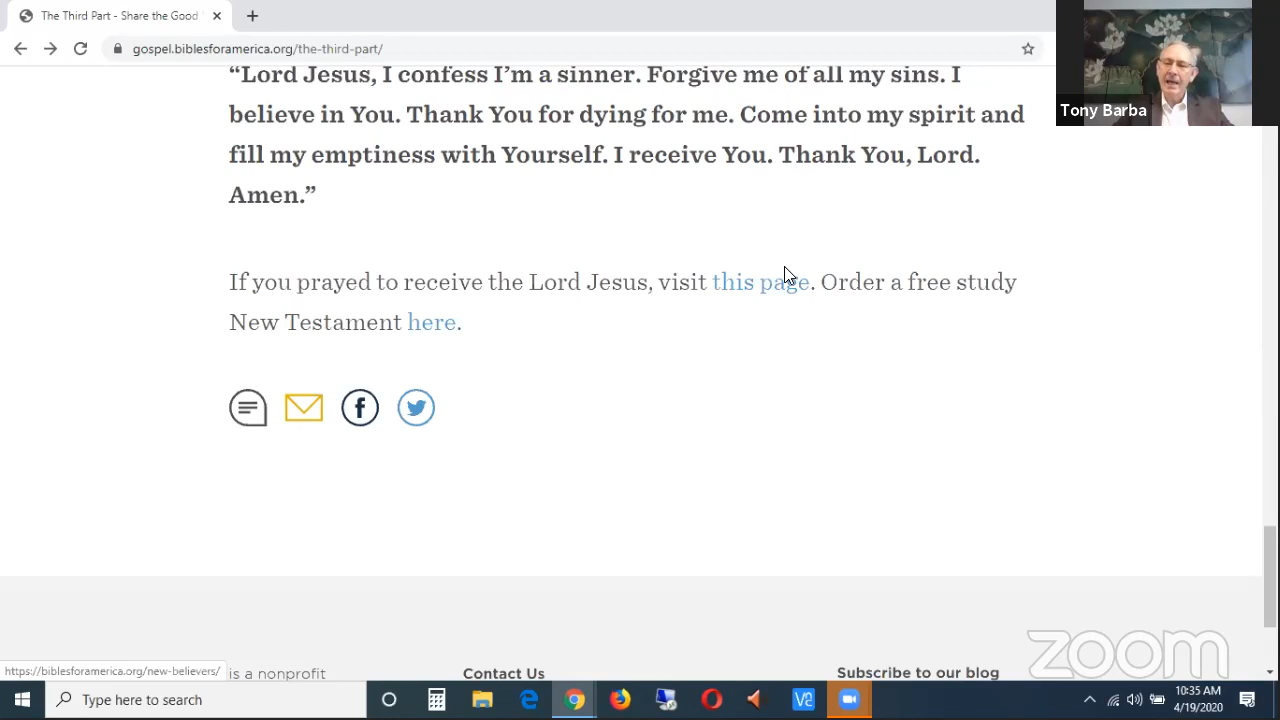 The Third Part - Share the Good
gospel.biblesforamerica.org/the-third-part/
Tony Barba
“Lord Jesus, I confess I’m a sinner. Forgive me of all my sins. I
believe in You. Thank You for dying for me. Come into my spirit and
fill my emptiness with Yourself. I receive You. Thank You, Lord.
Amen.”
If you prayed to receive the Lord Jesus, visit this page. Order a free study
New Testament here.
zoom
https://biblesforamerica.org/new-believers/
is a nonprofit
Contact Us
Subscribe to our blog
Type here to search
10:35 AM
4/19/2020